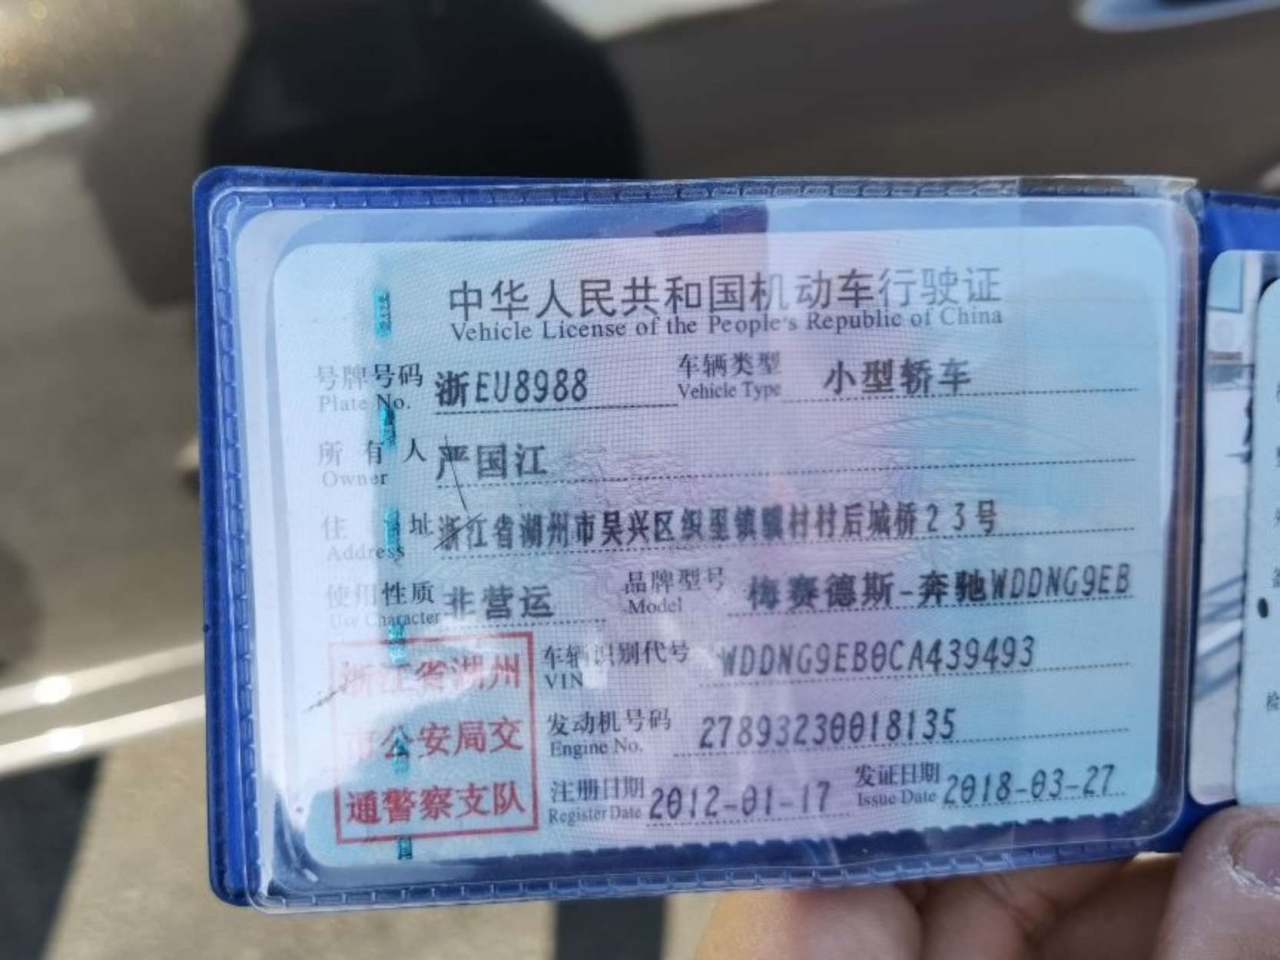 中华人民共和国机动车行驶证
Vehicle License of the People's Republic of China
号牌号码 浙EU8988 车辆类型 小型轿车
Plate No. Vehicle Type
所有人 严国江
Owner
住 址 浙江省湖州市吴兴区织里镇骥村村后城桥23号
Address
使用性质 非营运 品牌型号 梅赛德斯-奔驰WDDNG9EB
Use Character Model
浙江省湖州
市公安局交
通警察支队
车辆识别代号 WDDNG9EB0CA439493
VIN
发动机号码 27893230018135
Engine No.
注册日期 2012-01-17 发证日期 2018-03-27
Register Date Issue Date